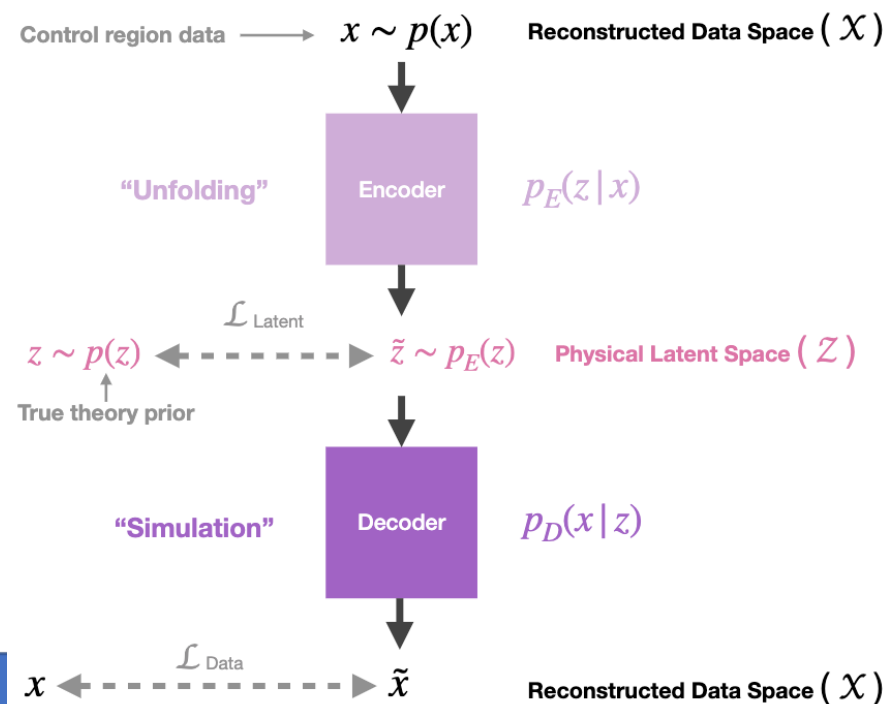 Control region data x ~ p(x) Reconstructed Data Space ( 𝒳 )
“Unfolding” Encoder p_E(z | x)
ℒ Latent
z ~ p(z) z̃ ~ p_E(z) Physical Latent Space ( 𝒵 )
True theory prior
“Simulation” Decoder p_D(x | z)
ℒ Data
x x̃ Reconstructed Data Space ( 𝒳 )